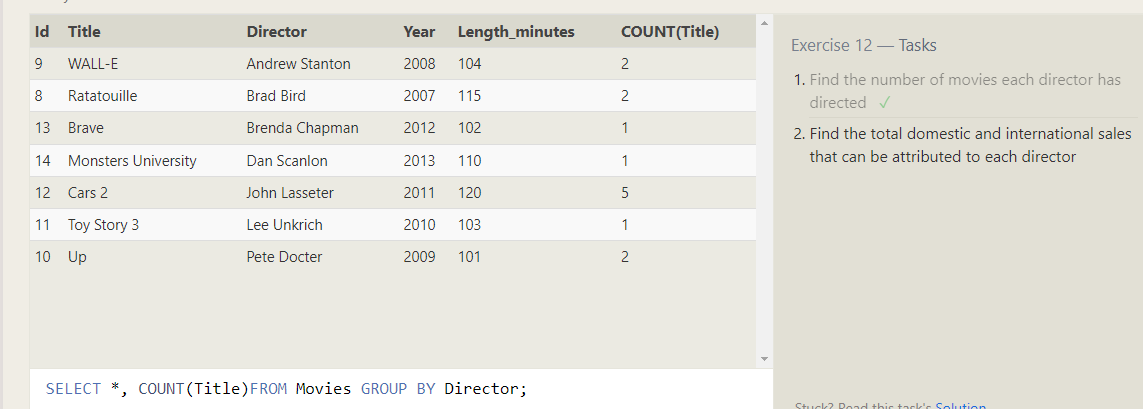 Id Title Director Year Length_minutes COUNT(Title)
9 WALL-E Andrew Stanton 2008 104 2
8 Ratatouille Brad Bird 2007 115 2
13 Brave Brenda Chapman 2012 102 1
14 Monsters University Dan Scanlon 2013 110 1
12 Cars 2 John Lasseter 2011 120 5
11 Toy Story 3 Lee Unkrich 2010 103 1
10 Up Pete Docter 2009 101 2
SELECT *, COUNT(Title)FROM Movies GROUP BY Director;
Exercise 12 — Tasks
1. Find the number of movies each director has
directed ✓
2. Find the total domestic and international sales
that can be attributed to each director
Stuck? Read this task's Solution